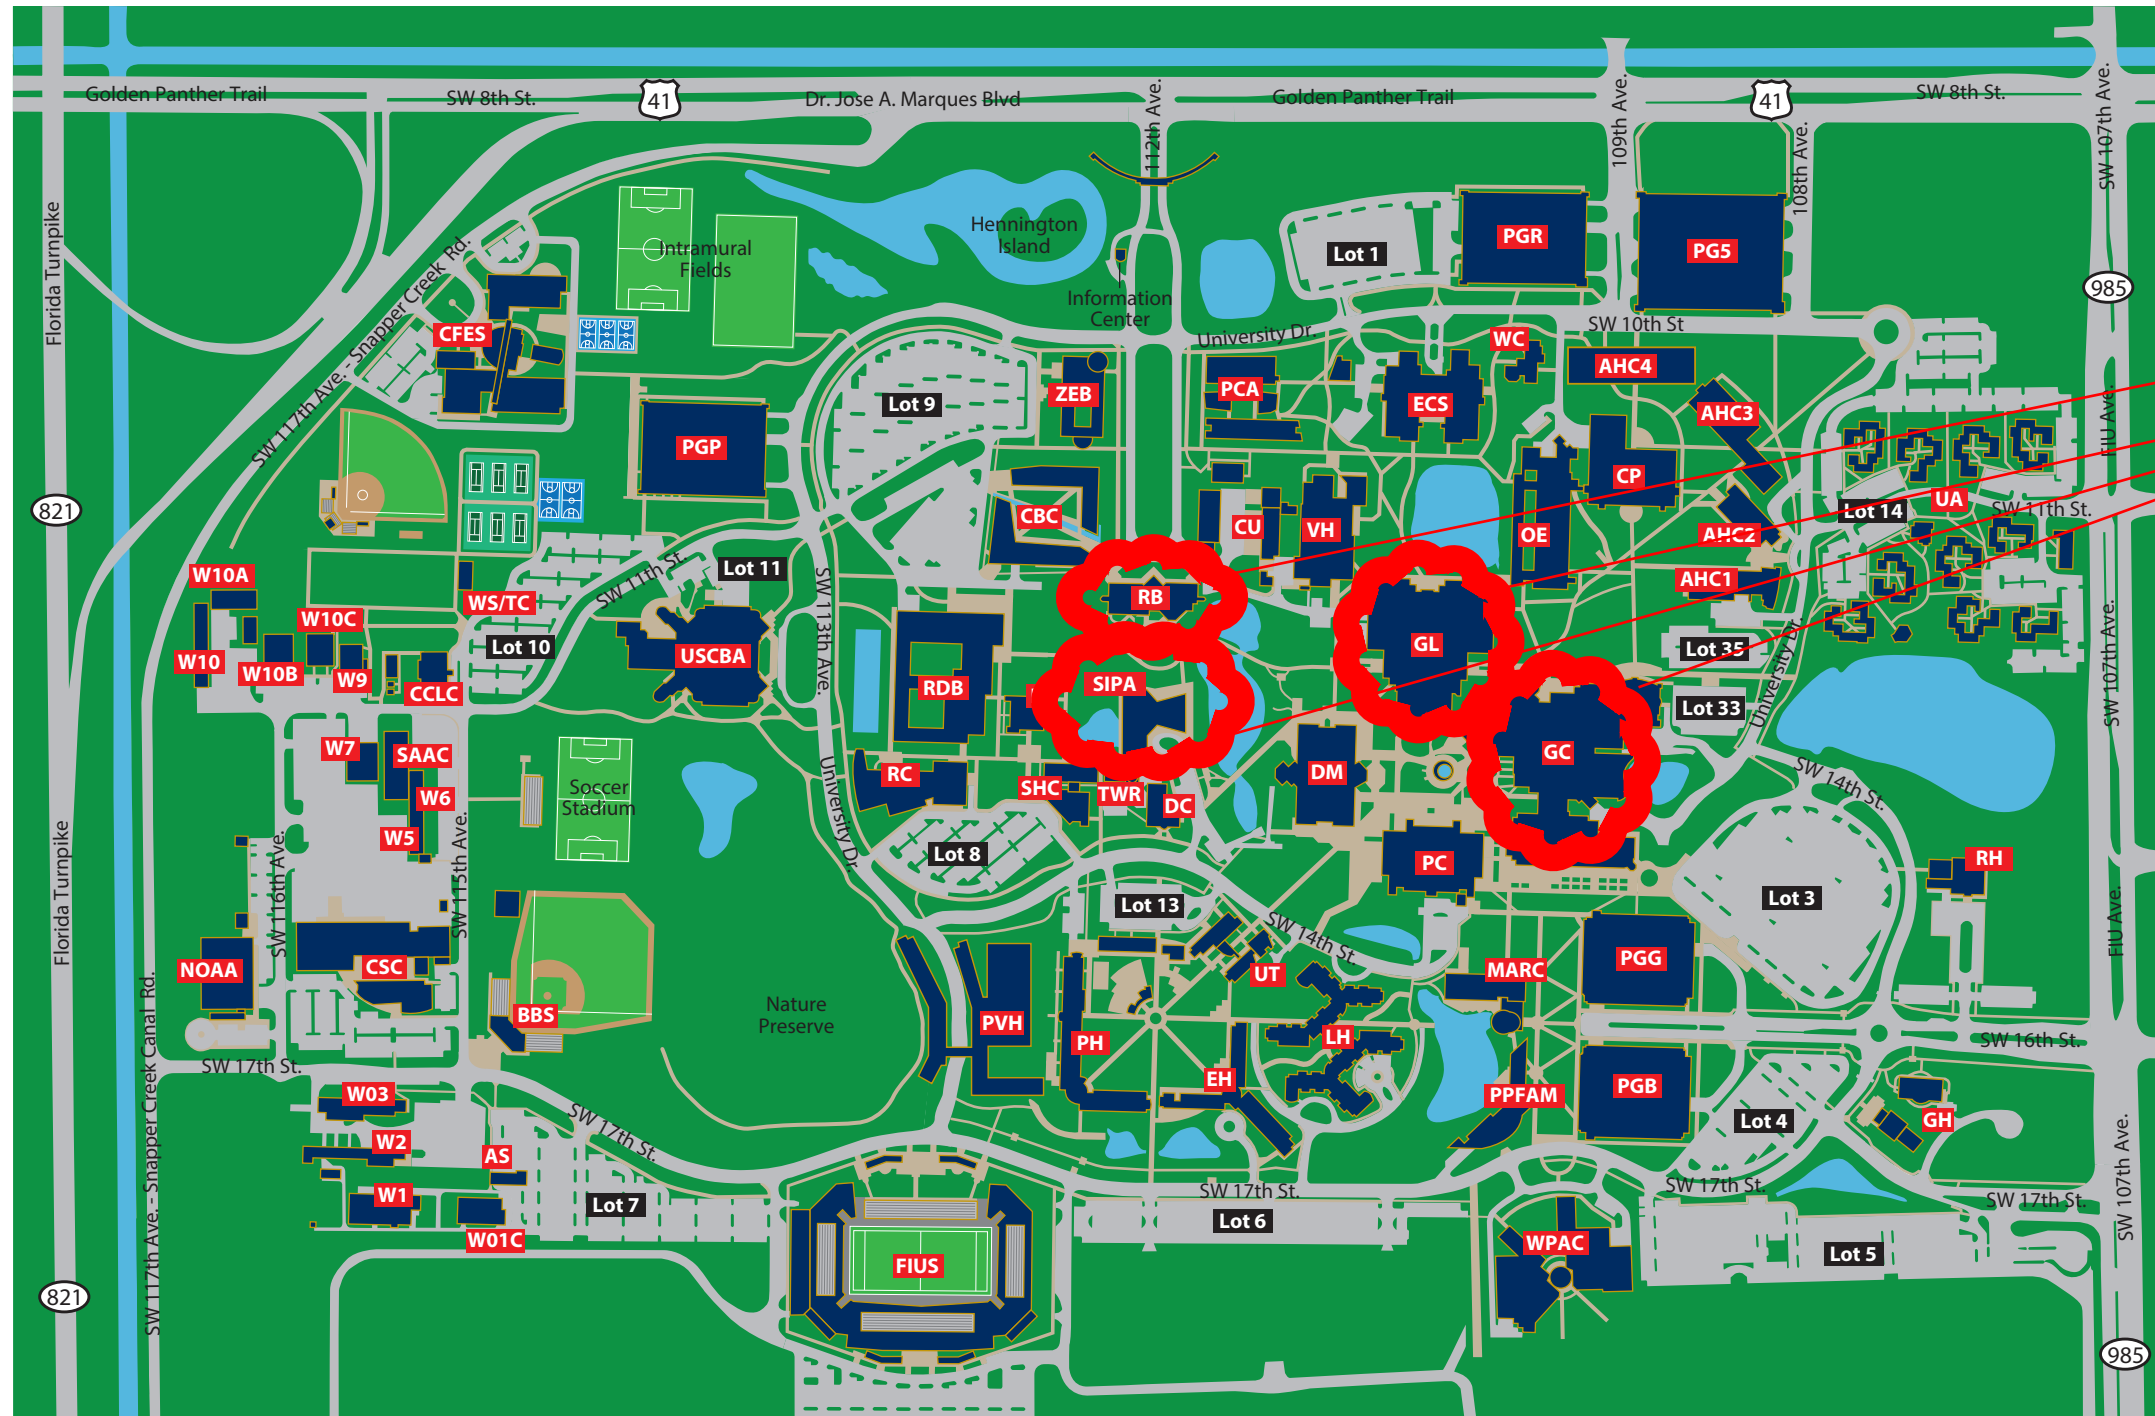 Golden Panther Trail
SW 8th St.
41
Dr. Jose A. Marques Blvd
112th Ave.
Golden Panther Trail
109th Ave.
41
108th Ave.
SW 8th St.
SW 107th Ave.
Florida Turnpike
Hennington
Island
Intramural
Fields
Information
Center
Lot 1
PGR
PG5
985
SW 117th Ave. - Snapper Creek Rd.
CFES
University Dr.
SW 10th St
WC
AHC4
ZEB
PCA
ECS
AHC3
Lot 9
FIU Ave.
PGP
CP
UA
821
CBC
CU
VH
OE
AHC2
Lot 14
SW 11th St.
W10A
Lot 11
SW 11th St.
SW 113th Ave.
RB
AHC1
WS/TC
W10C
Lot 10
USCBA
GL
Lot 35
University Dr.
SW 107th Ave.
W10
W10B
W9
CCLC
RDB
SIPA
Lot 33
W7
SAAC
GC
W6
RC
SHC
TWR
DC
DM
SW 14th St.
Soccer
Stadium
W5
University Dr.
Lot 8
PC
RH
Florida Turnpike
SW 116th Ave.
SW 115th Ave.
Lot 13
Lot 3
SW 14th St.
FIU Ave.
NOAA
CSC
UT
MARC
PGG
BBS
Nature
Preserve
PVH
PH
LH
SW 16th St.
SW 17th St.
EH
PPFAM
PGB
W03
Lot 4
GH
SW 17th St.
W2
AS
SW 117th Ave. - Snapper Creek Canal Rd.
W1
Lot 7
SW 17th St.
Lot 6
SW 17th St.
SW 17th St.
SW 107th Ave.
W01C
FIUS
WPAC
Lot 5
821
985